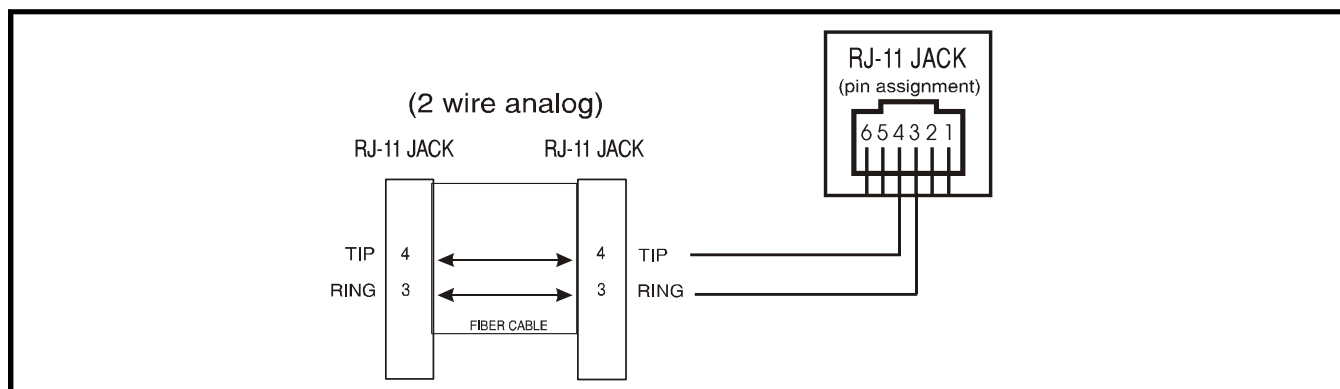 RJ-11 JACK
(pin assignment)
6 5 4 3 2 1
(2 wire analog)
RJ-11 JACK RJ-11 JACK
TIP 4 4 TIP
RING 3 3 RING
FIBER CABLE